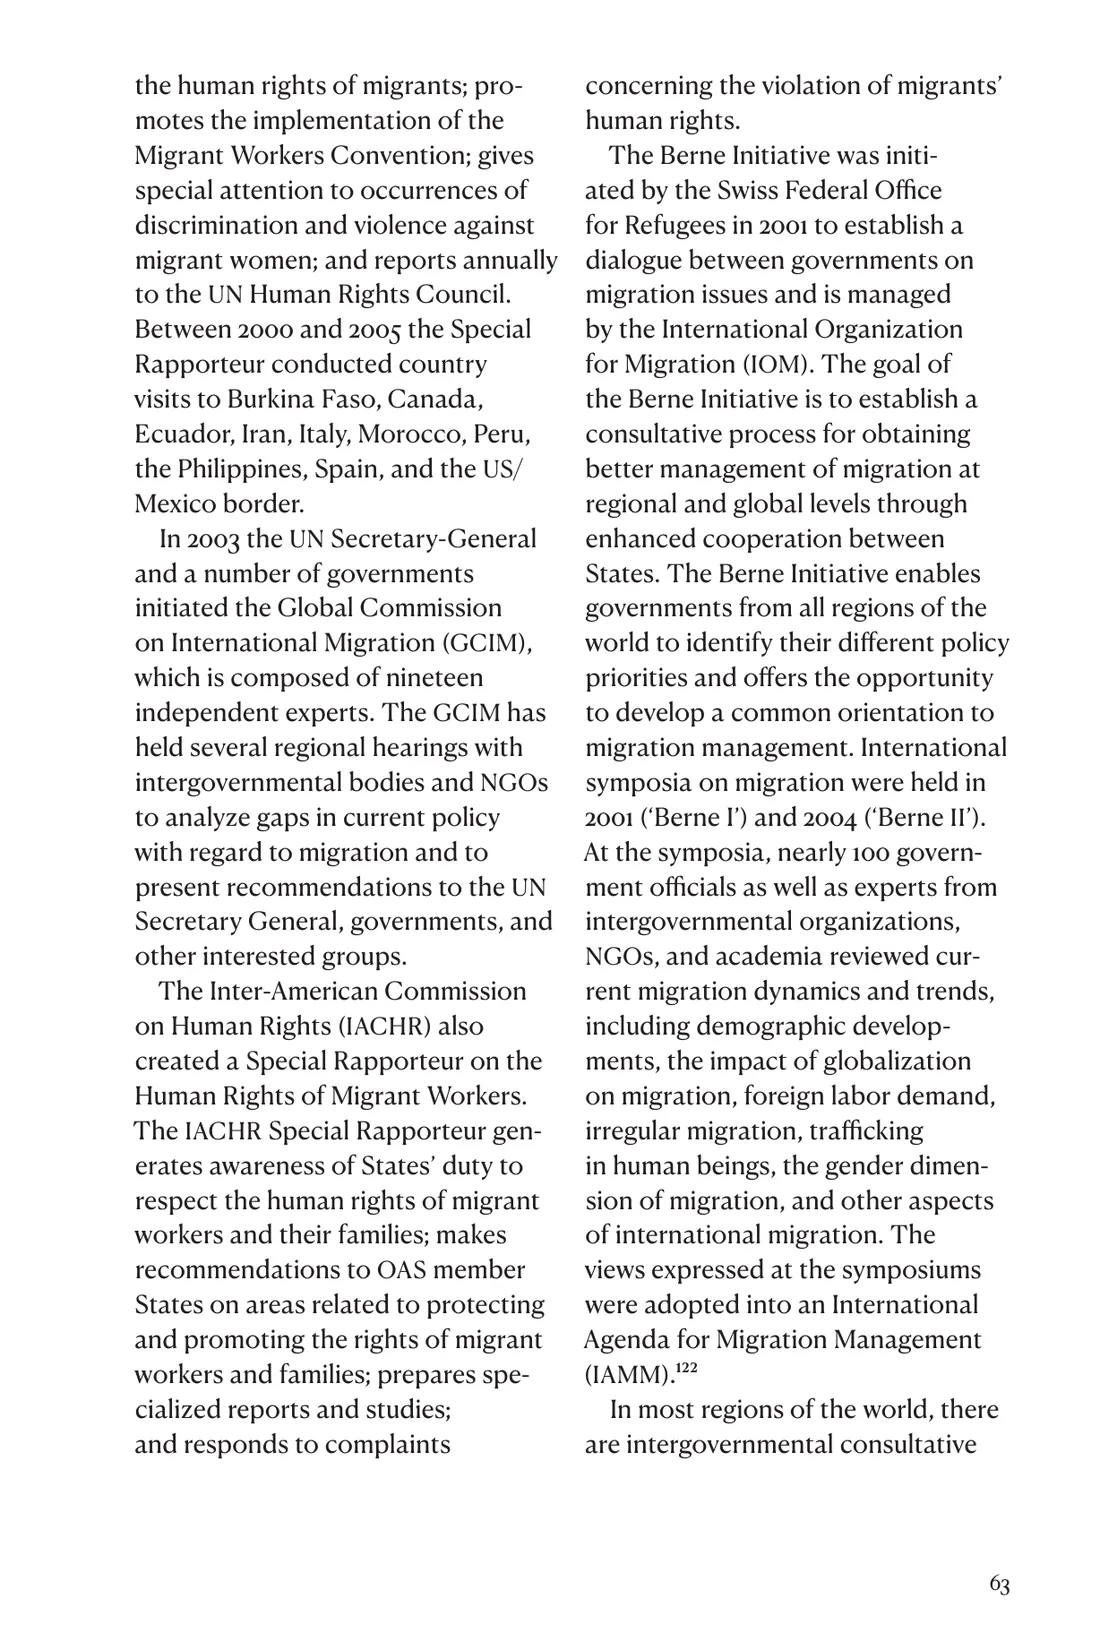 the human rights of migrants; pro-
motes the implementation of the
Migrant Workers Convention; gives
special attention to occurrences of
discrimination and violence against
migrant women; and reports annually
to the UN Human Rights Council.
Between 2000 and 2005 the Special
Rapporteur conducted country
visits to Burkina Faso, Canada,
Ecuador, Iran, Italy, Morocco, Peru,
the Philippines, Spain, and the US/
Mexico border.
In 2003 the UN Secretary-General
and a number of governments
initiated the Global Commission
on International Migration (GCIM),
which is composed of nineteen
independent experts. The GCIM has
held several regional hearings with
intergovernmental bodies and NGOs
to analyze gaps in current policy
with regard to migration and to
present recommendations to the UN
Secretary General, governments, and
other interested groups.
The Inter-American Commission
on Human Rights (IACHR) also
created a Special Rapporteur on the
Human Rights of Migrant Workers.
The IACHR Special Rapporteur gen-
erates awareness of States’ duty to
respect the human rights of migrant
workers and their families; makes
recommendations to OAS member
States on areas related to protecting
and promoting the rights of migrant
workers and families; prepares spe-
cialized reports and studies;
and responds to complaints
concerning the violation of migrants’
human rights.
The Berne Initiative was initi-
ated by the Swiss Federal Office
for Refugees in 2001 to establish a
dialogue between governments on
migration issues and is managed
by the International Organization
for Migration (IOM). The goal of
the Berne Initiative is to establish a
consultative process for obtaining
better management of migration at
regional and global levels through
enhanced cooperation between
States. The Berne Initiative enables
governments from all regions of the
world to identify their different policy
priorities and offers the opportunity
to develop a common orientation to
migration management. International
symposia on migration were held in
2001 (‘Berne I’) and 2004 (‘Berne II’).
At the symposia, nearly 100 govern-
ment officials as well as experts from
intergovernmental organizations,
NGOs, and academia reviewed cur-
rent migration dynamics and trends,
including demographic develop-
ments, the impact of globalization
on migration, foreign labor demand,
irregular migration, trafficking
in human beings, the gender dimen-
sion of migration, and other aspects
of international migration. The
views expressed at the symposiums
were adopted into an International
Agenda for Migration Management
(IAMM).¹²²
In most regions of the world, there
are intergovernmental consultative
63